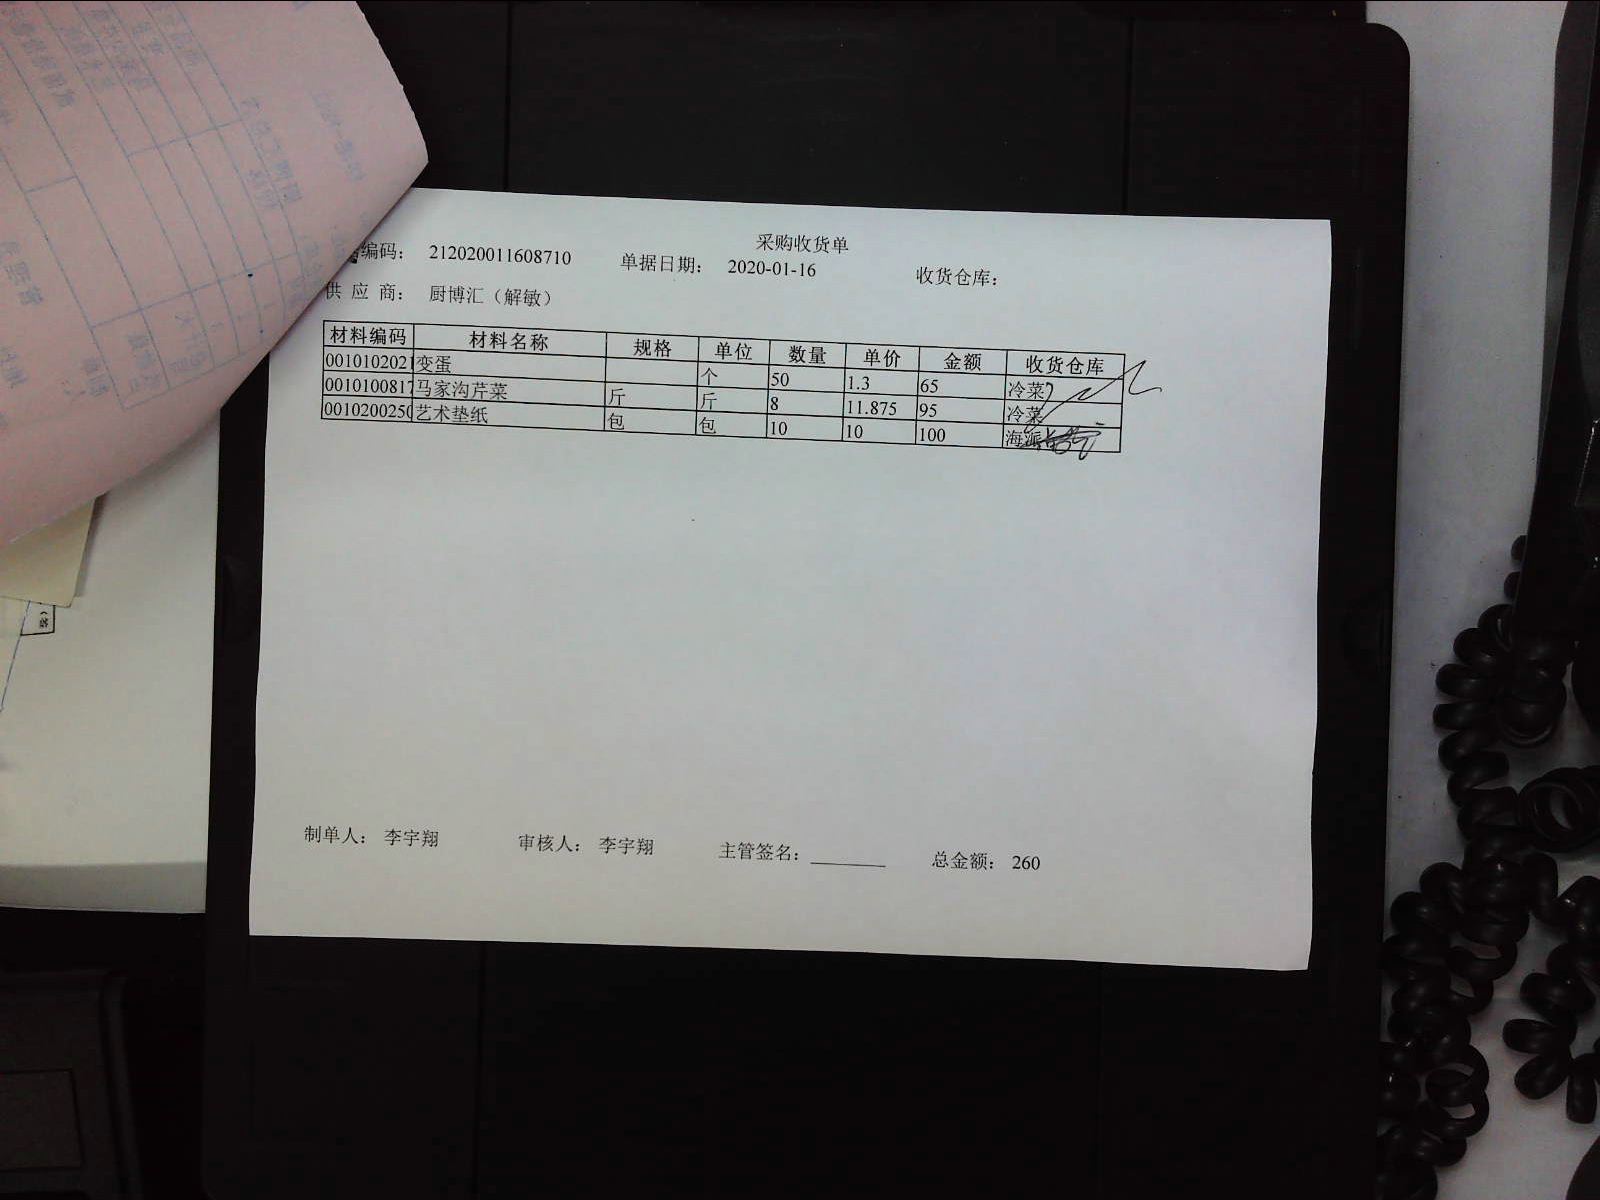 采购收货单
编码： 212020011608710 单据日期： 2020-01-16 收货仓库：
供 应 商： 厨博汇（解敏）
材料编码 材料名称 规格 单位 数量 单价 金额 收货仓库
0010102021 变蛋 个 50 1.3 65 冷菜
0010100817 马家沟芹菜 斤 斤 8 11.875 95 冷菜
0010200250 艺术垫纸 包 包 10 10 100 海派
制单人： 李宇翔 审核人： 李宇翔 主管签名： 总金额： 260